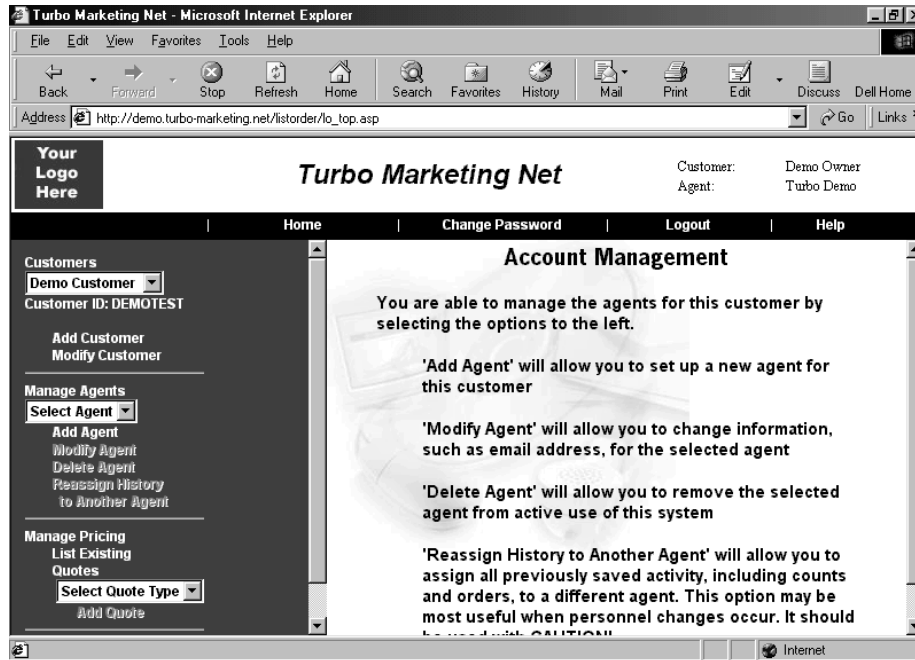 Turbo Marketing Net - Microsoft Internet Explorer
File Edit View Favorites Tools Help
Back Forward Stop Refresh Home Search Favorites History Mail Print Edit Discuss Dell Home
Address http://demo.turbo-marketing.net/listorder/lo_top.asp Go Links
Your
Logo
Here
Turbo Marketing Net
Customer: Demo Owner
Agent: Turbo Demo
| Home | Change Password | Logout | Help
Customers
Demo Customer
Customer ID: DEMOTEST
Add Customer
Modify Customer
Manage Agents
Select Agent
Add Agent
Modify Agent
Delete Agent
Reassign History
to Another Agent
Manage Pricing
List Existing
Quotes
Select Quote Type
Add Quote
Account Management
You are able to manage the agents for this customer by
selecting the options to the left.
'Add Agent' will allow you to set up a new agent for
this customer
'Modify Agent' will allow you to change information,
such as email address, for the selected agent
'Delete Agent' will allow you to remove the selected
agent from active use of this system
'Reassign History to Another Agent' will allow you to
assign all previously saved activity, including counts
and orders, to a different agent. This option may be
most useful when personnel changes occur. It should
be used with CAUTION!
Internet